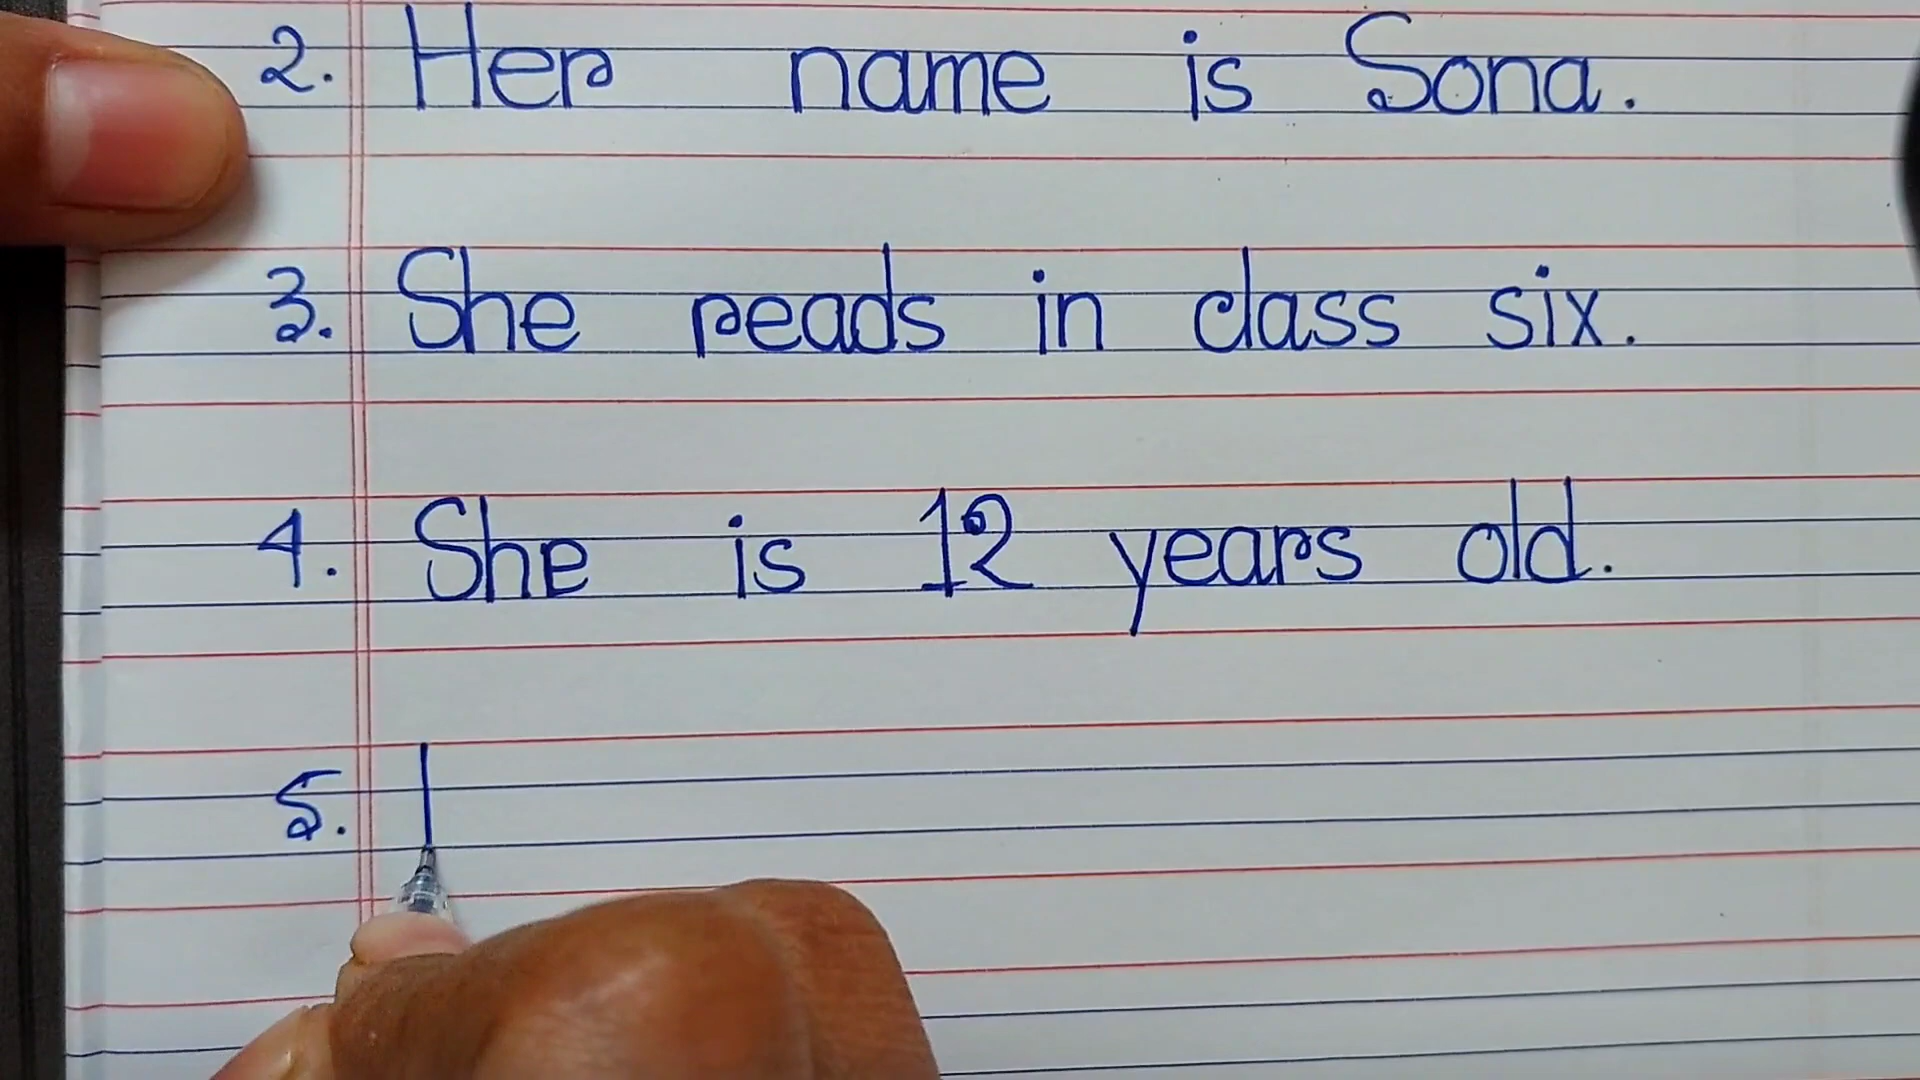 2. Her name is Sona.
3. She reads in class six.
4. She is 12 years old.
5.